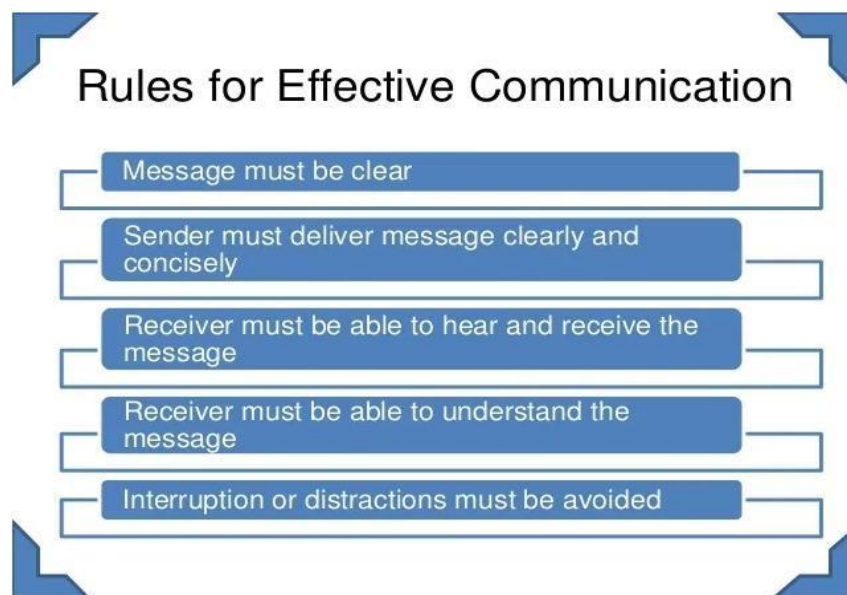 Rules for Effective Communication
Message must be clear
Sender must deliver message clearly and
concisely
Receiver must be able to hear and receive the
message
Receiver must be able to understand the
message
Interruption or distractions must be avoided